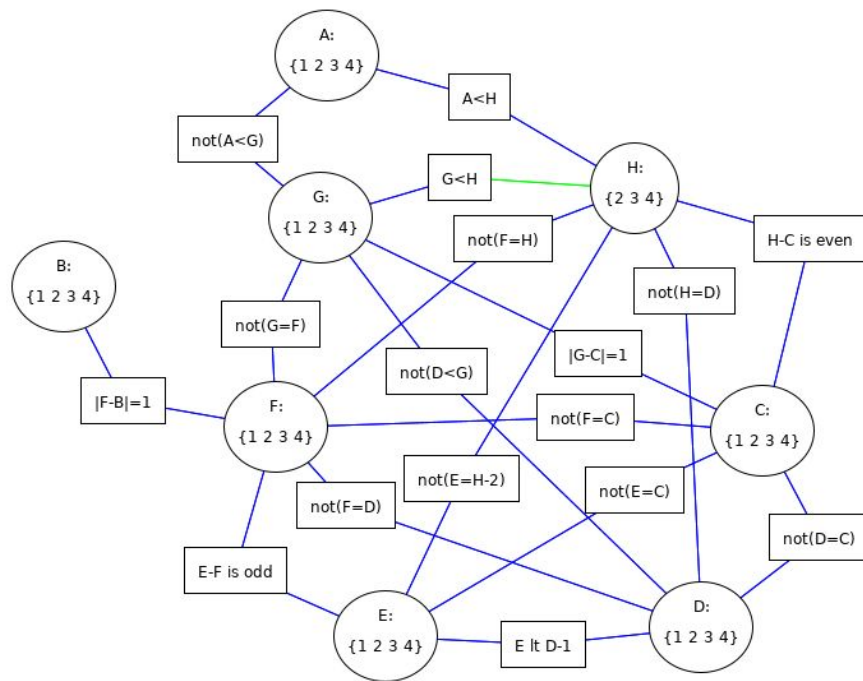 A:
{1 2 3 4}
A<H
not(A<G)
H:
{2 3 4}
G<H
G:
{1 2 3 4}
not(F=H)
H-C is even
B:
{1 2 3 4}
not(H=D)
not(G=F)
|G-C|=1
not(D<G)
|F-B|=1
F:
{1 2 3 4}
not(F=C)
C:
{1 2 3 4}
not(E=H-2)
not(E=C)
not(F=D)
not(D=C)
E-F is odd
E:
{1 2 3 4}
E lt D-1
D:
{1 2 3 4}